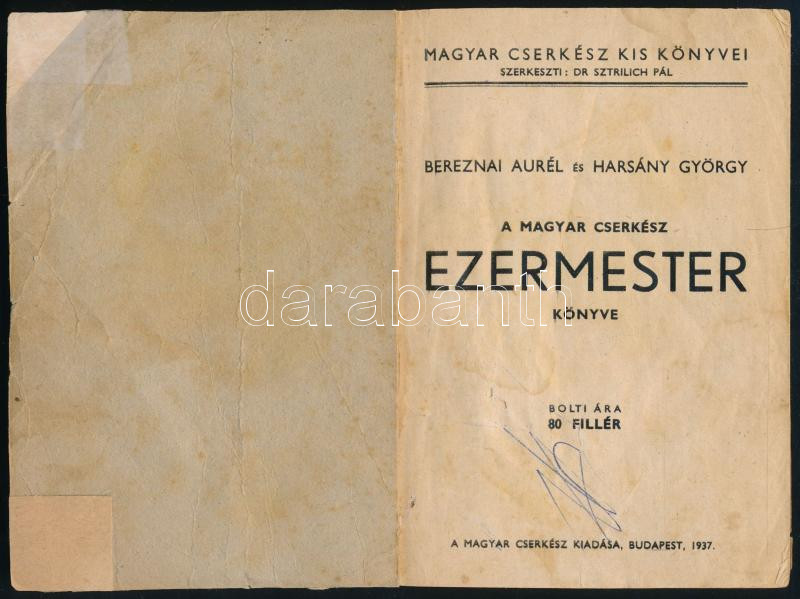 MAGYAR CSERKÉSZ KIS KÖNYVEI
SZERKESZTI: DR SZTRILICH PÁL
BEREZNAI AURÉL ÉS HARSÁNY GYÖRGY
A MAGYAR CSERKÉSZ
EZERMESTER
darabanth
KÖNYVE
BOLTI ÁRA
80 FILLÉR
A MAGYAR CSERKÉSZ KIADÁSA, BUDAPEST, 1937.